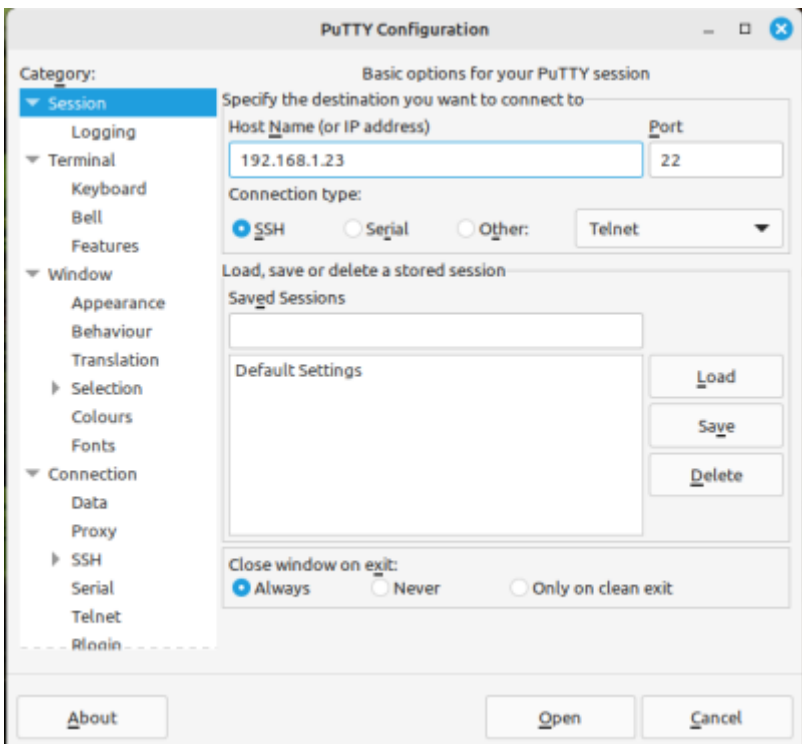 PuTTY Configuration
Category:
Session
Logging
Terminal
Keyboard
Bell
Features
Window
Appearance
Behaviour
Translation
Selection
Colours
Fonts
Connection
Data
Proxy
SSH
Serial
Telnet
Rlogin
Basic options for your PuTTY session
Specify the destination you want to connect to
Host Name (or IP address) Port
192.168.1.23 22
Connection type:
SSH Serial Other: Telnet
Load, save or delete a stored session
Saved Sessions
Default Settings
Load
Save
Delete
Close window on exit:
Always Never Only on clean exit
About Open Cancel